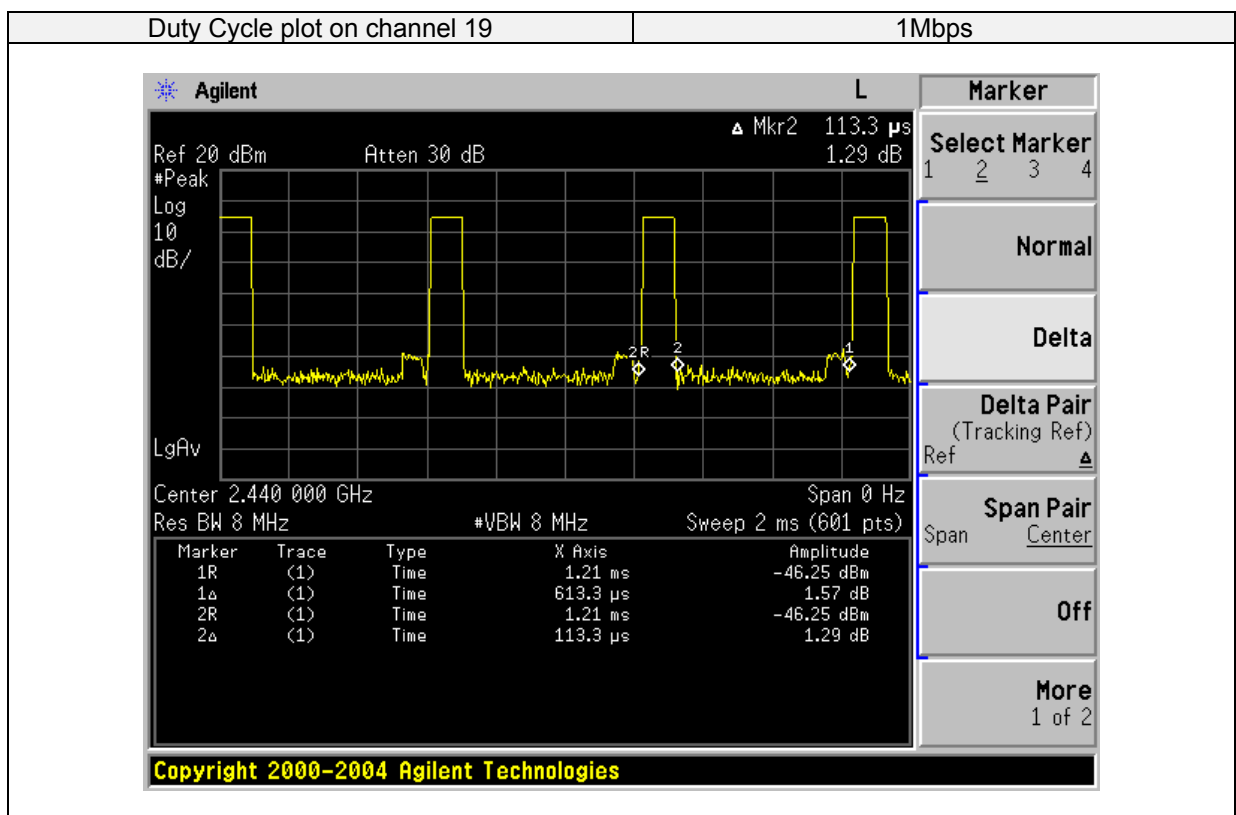 Duty Cycle plot on channel 19 1Mbps
Agilent L
Δ Mkr2 113.3 µs
Ref 20 dBm Atten 30 dB 1.29 dB
#Peak
Log
10
dB/
2R 2 1
LgAv
Center 2.440 000 GHz Span 0 Hz
Res BW 8 MHz #VBW 8 MHz Sweep 2 ms (601 pts)
Marker Trace Type X Axis Amplitude
1R (1) Time 1.21 ms -46.25 dBm
1Δ (1) Time 613.3 µs 1.57 dB
2R (1) Time 1.21 ms -46.25 dBm
2Δ (1) Time 113.3 µs 1.29 dB
Marker
Select Marker
1 2 3 4
Normal
Delta
Delta Pair
(Tracking Ref)
Ref Δ
Span Pair
Span Center
Off
More
1 of 2
Copyright 2000-2004 Agilent Technologies